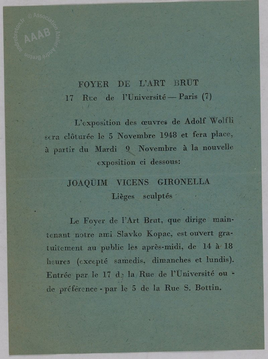 AAAB
FOYER DE L'ART BRUT
17 Rue de l'Université — Paris (7)
L'exposition des œuvres de Adolf Wolfli
sera clôturée le 5 Novembre 1948 et fera place,
à partir du Mardi 9 Novembre à la nouvelle
exposition ci dessous:
JOAQUIM VICENS GIRONELLA
Lièges sculptés
Le Foyer de l'Art Brut, que dirige main-
tenant notre ami Slavko Kopac, est ouvert gra-
tuitement au public les après-midi, de 14 à 18
heures (excepté samedis, dimanches et lundis).
Entrée par le 17 de la Rue de l'Université ou -
de préférence - par le 5 de la Rue S. Bottin.